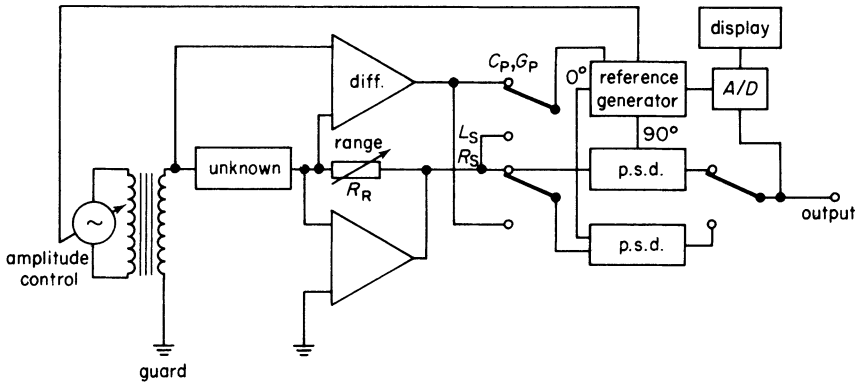 display
C_P,G_P
diff.
0°
reference
generator
A/D
range
L_S
90°
R_S
unknown
p.s.d.
R_R
~
output
p.s.d.
amplitude
control
guard